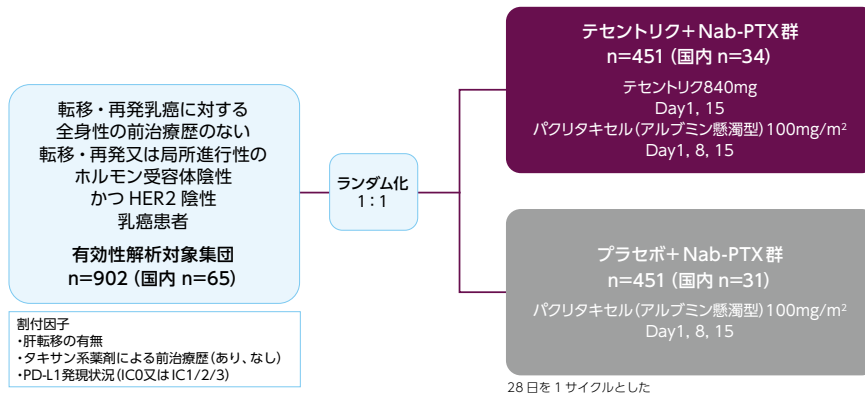 転移・再発乳癌に対する
全身性の前治療歴のない
転移・再発又は局所進行性の
ホルモン受容体陰性
かつ HER2 陰性
乳癌患者
有効性解析対象集団
n=902 (国内 n=65)
割付因子
・肝転移の有無
・タキサン系薬剤による前治療歴(あり、なし)
・PD-L1発現状況(IC0又はIC1/2/3)
ランダム化
1：1
テセントリク+Nab-PTX 群
n=451 (国内 n=34)
テセントリク840mg
Day1, 15
パクリタキセル(アルブミン懸濁型)100mg/m²
Day1, 8, 15
プラセボ+Nab-PTX 群
n=451 (国内 n=31)
パクリタキセル(アルブミン懸濁型)100mg/m²
Day1, 8, 15
28 日を 1 サイクルとした